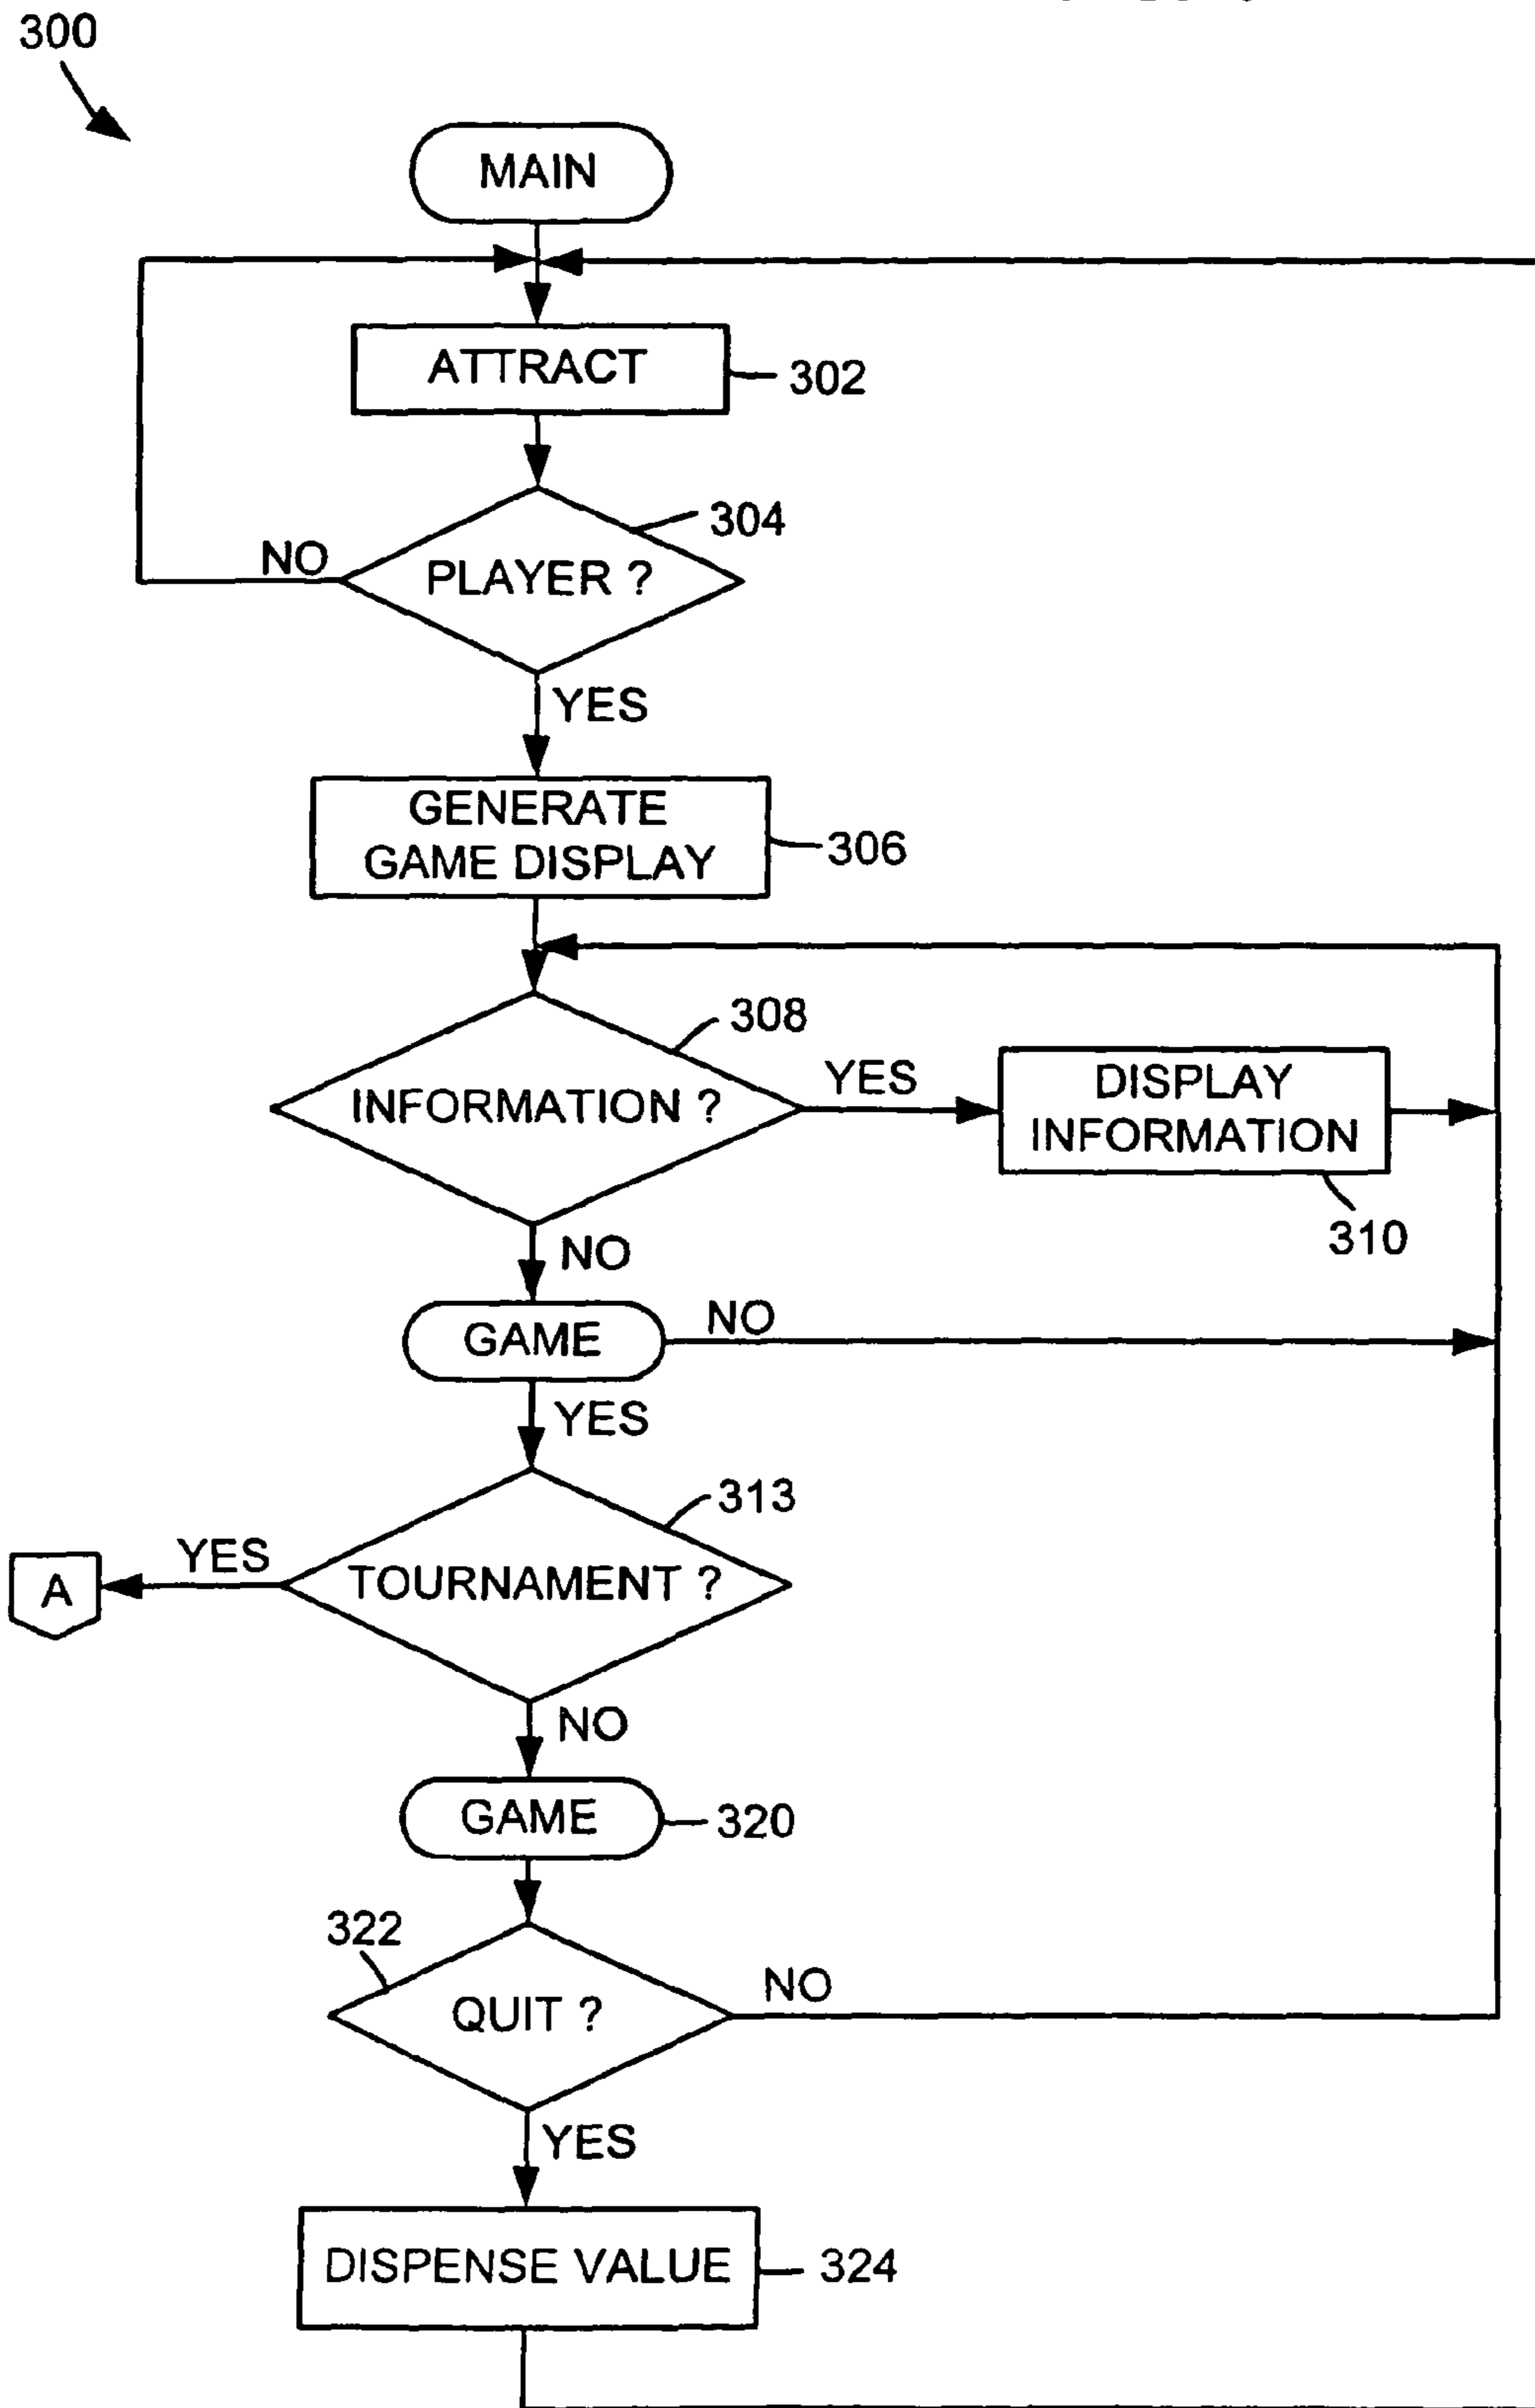 300
MAIN
ATTRACT
302
304
NO
PLAYER ?
YES
GENERATE
GAME DISPLAY
306
308
INFORMATION ?
YES
DISPLAY
INFORMATION
310
NO
GAME
NO
YES
313
YES
TOURNAMENT ?
A
NO
GAME
320
322
QUIT ?
NO
YES
DISPENSE VALUE
324